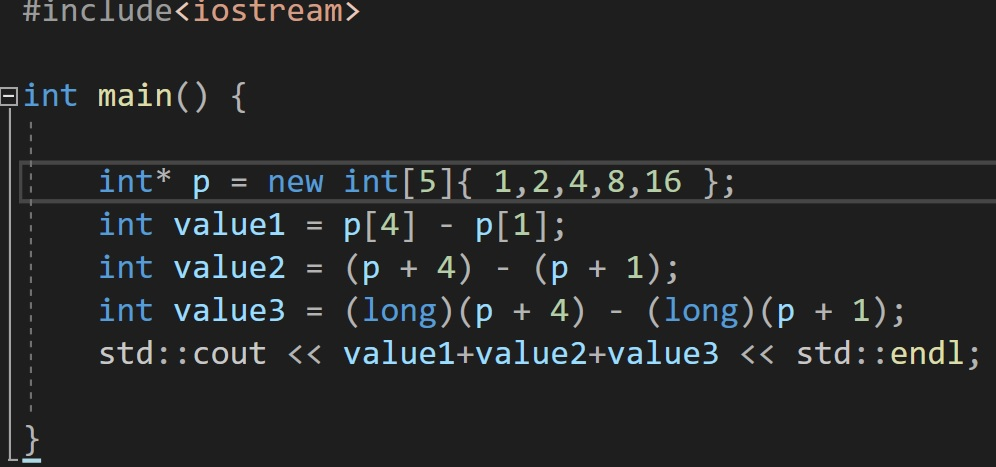 #include<iostream>
int main() {
int* p = new int[5]{ 1,2,4,8,16 };
int value1 = p[4] - p[1];
int value2 = (p + 4) - (p + 1);
int value3 = (long)(p + 4) - (long)(p + 1);
std::cout << value1+value2+value3 << std::endl;
}